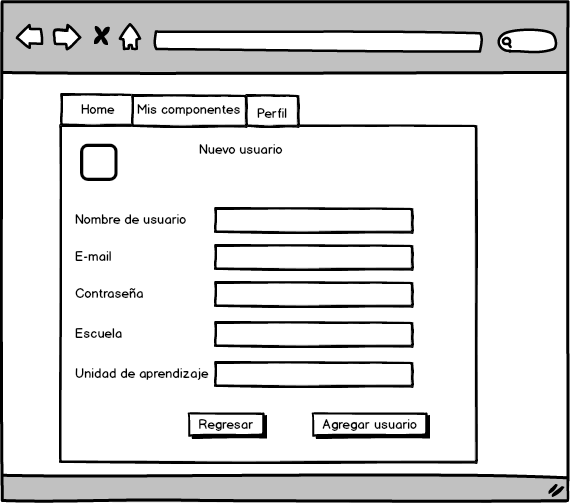 Home Mis componentes Perfil
Nuevo usuario
Nombre de usuario
E-mail
Contraseña
Escuela
Unidad de aprendizaje
Regresar Agregar usuario